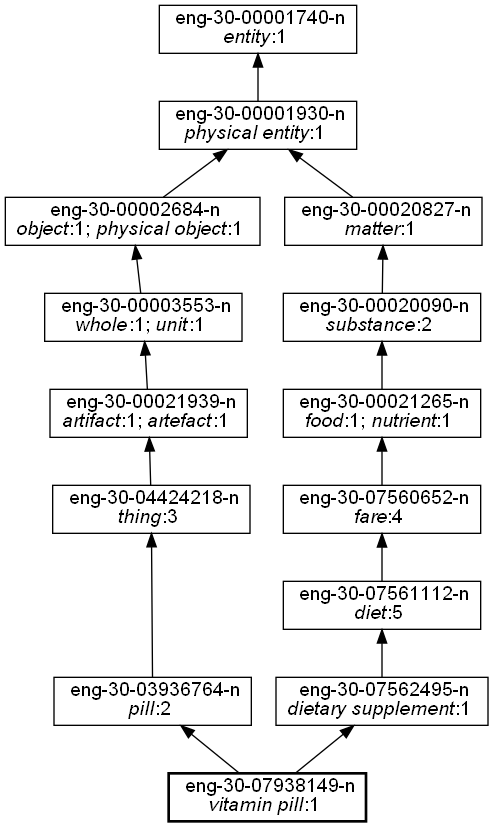 eng-30-00001740-n
entity:1
eng-30-00001930-n
physical entity:1
eng-30-00002684-n
object:1; physical object:1
eng-30-00020827-n
matter:1
eng-30-00003553-n
whole:1; unit:1
eng-30-00020090-n
substance:2
eng-30-00021939-n
artifact:1; artefact:1
eng-30-00021265-n
food:1; nutrient:1
eng-30-04424218-n
thing:3
eng-30-07560652-n
fare:4
eng-30-07561112-n
diet:5
eng-30-03936764-n
pill:2
eng-30-07562495-n
dietary supplement:1
eng-30-07938149-n
vitamin pill:1